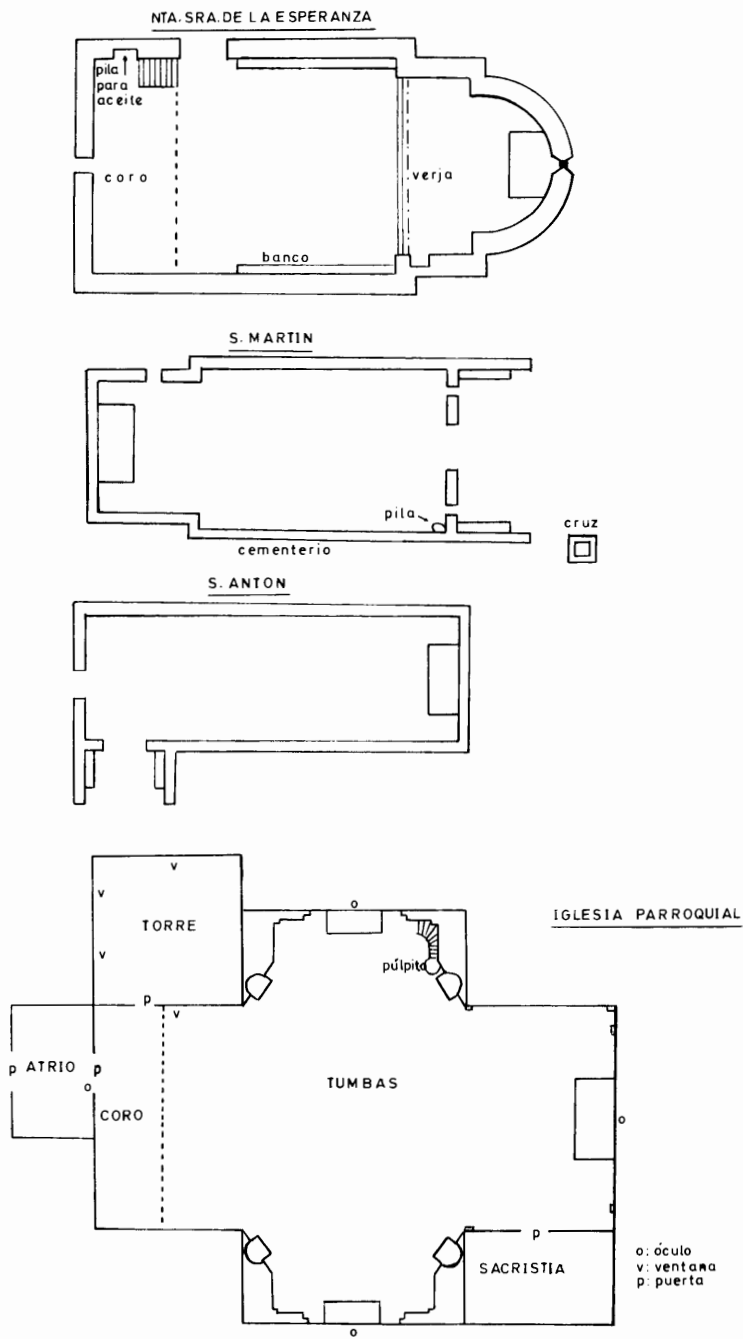 NTA. SRA. DE LA ESPERANZA
pila
para
aceite
coro
verja
banco
S. MARTIN
pila
cruz
cementerio
S. ANTON
v
v
TORRE
o
IGLESIA PARROQUIAL
v
púlpito
p
v
p ATRIO p
o
CORO
TUMBAS
o
p
SACRISTIA
o: óculo
v: ventana
p: puerta
o